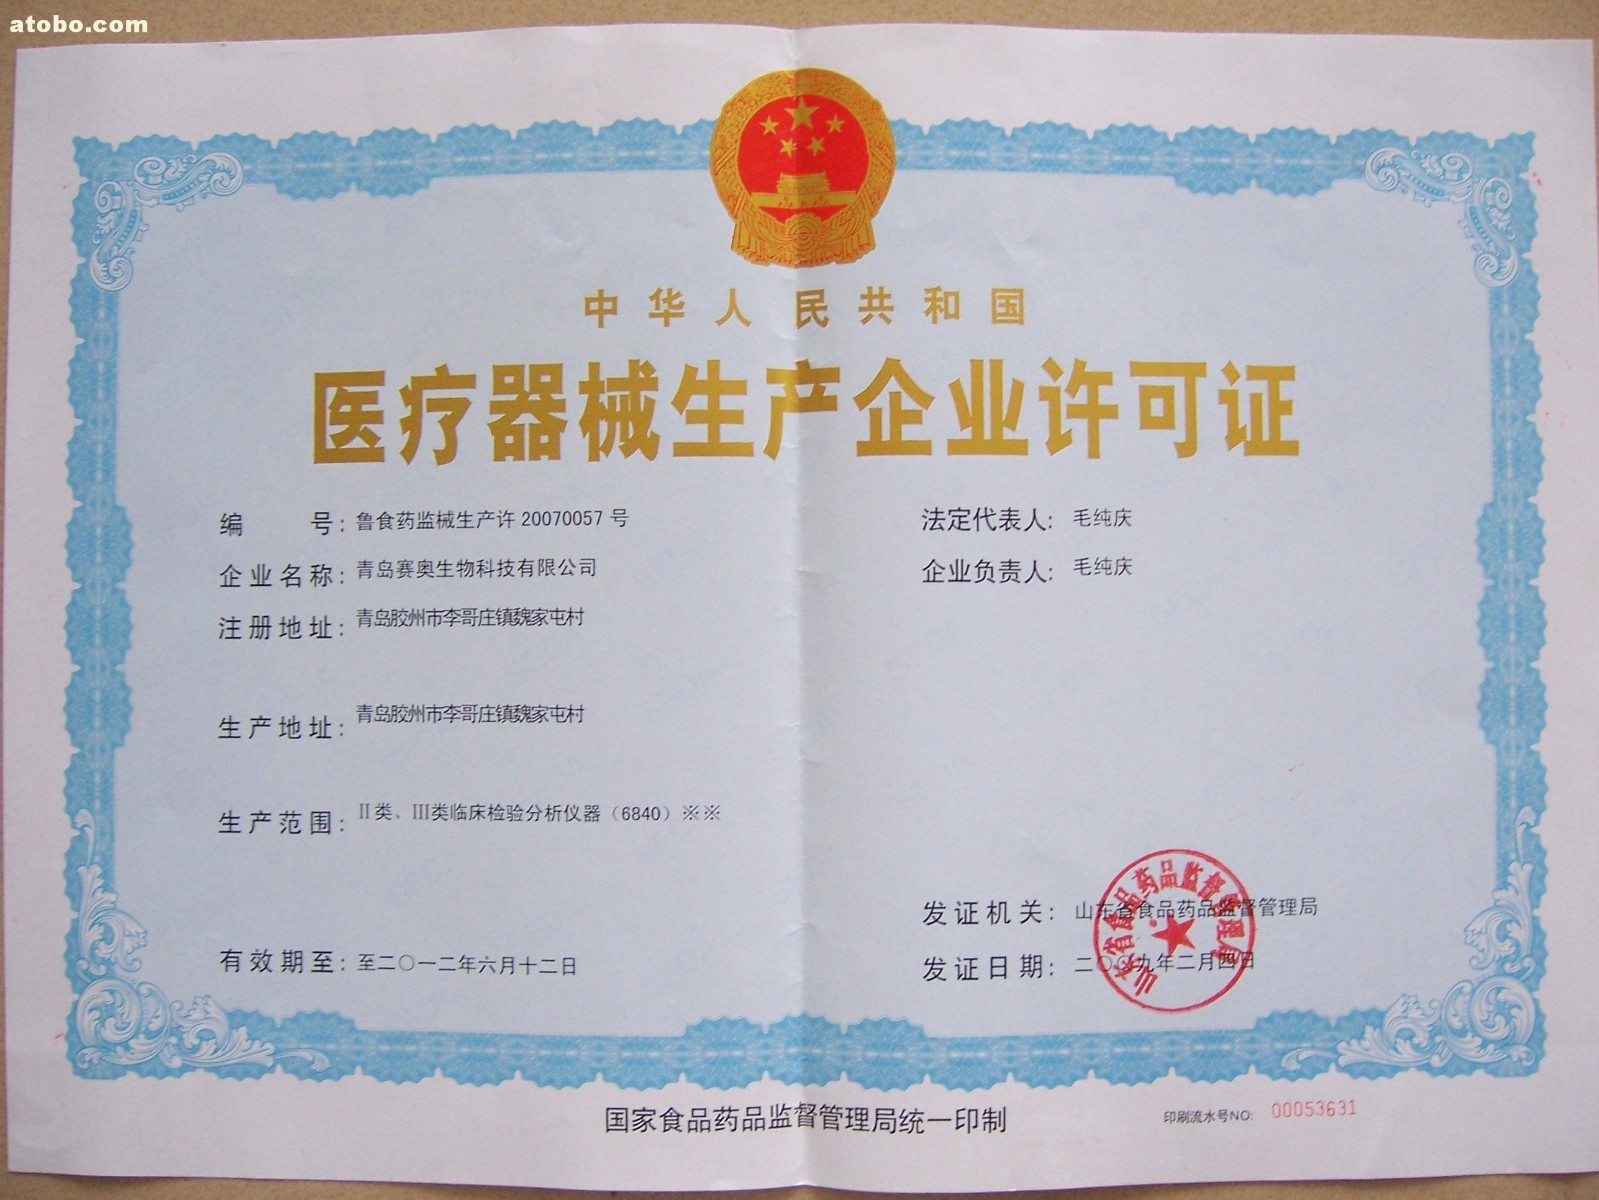 atobo.com
中华人民共和国
医疗器械生产企业许可证
编 号：鲁食药监械生产许 20070057 号
企业名称：青岛赛奥生物科技有限公司
注册地址：青岛胶州市李哥庄镇魏家屯村
生产地址：青岛胶州市李哥庄镇魏家屯村
生产范围：Ⅱ类、Ⅲ类临床检验分析仪器（6840）※※
有效期至：至二〇一二年六月十二日
法定代表人：毛纯庆
企业负责人：毛纯庆
发证机关：山东省食品药品监督管理局
发证日期：二〇〇九年二月四日
山东省食品药品监督管理局
国家食品药品监督管理局统一印制
印刷流水号NO: 00053631